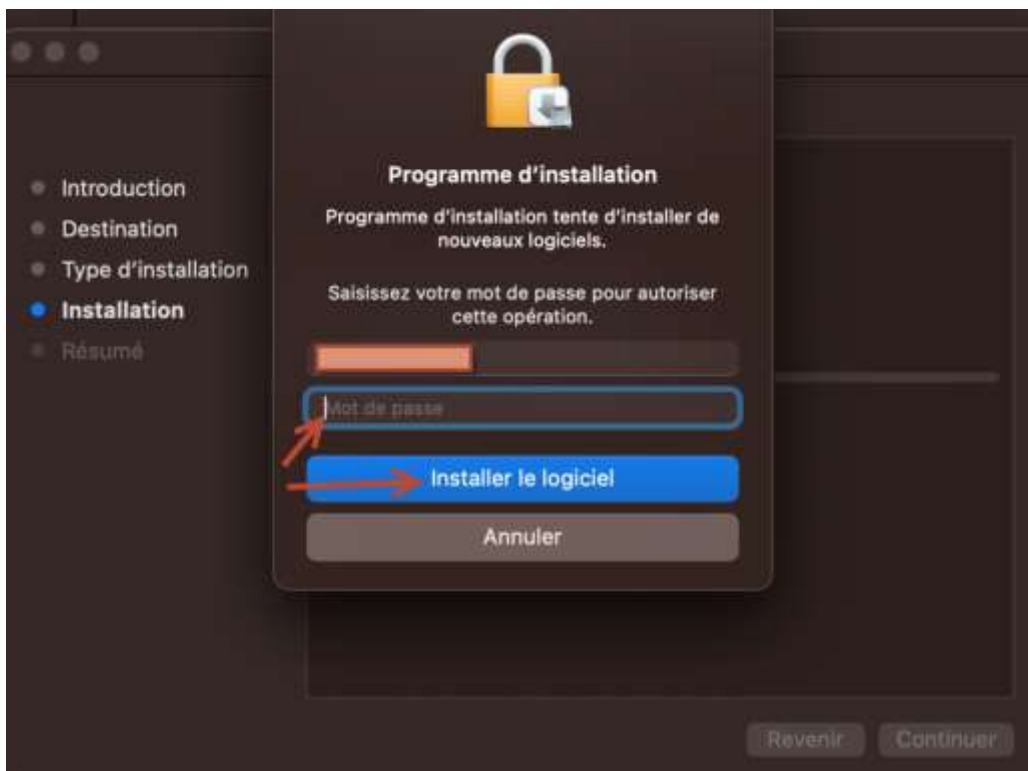 Introduction
Destination
Type d'installation
Installation
Résumé
Programme d'installation
Programme d'installation tente d'installer de
nouveaux logiciels.
Saisissez votre mot de passe pour autoriser
cette opération.
Mot de passe
Installer le logiciel
Annuler
Revenir
Continuer